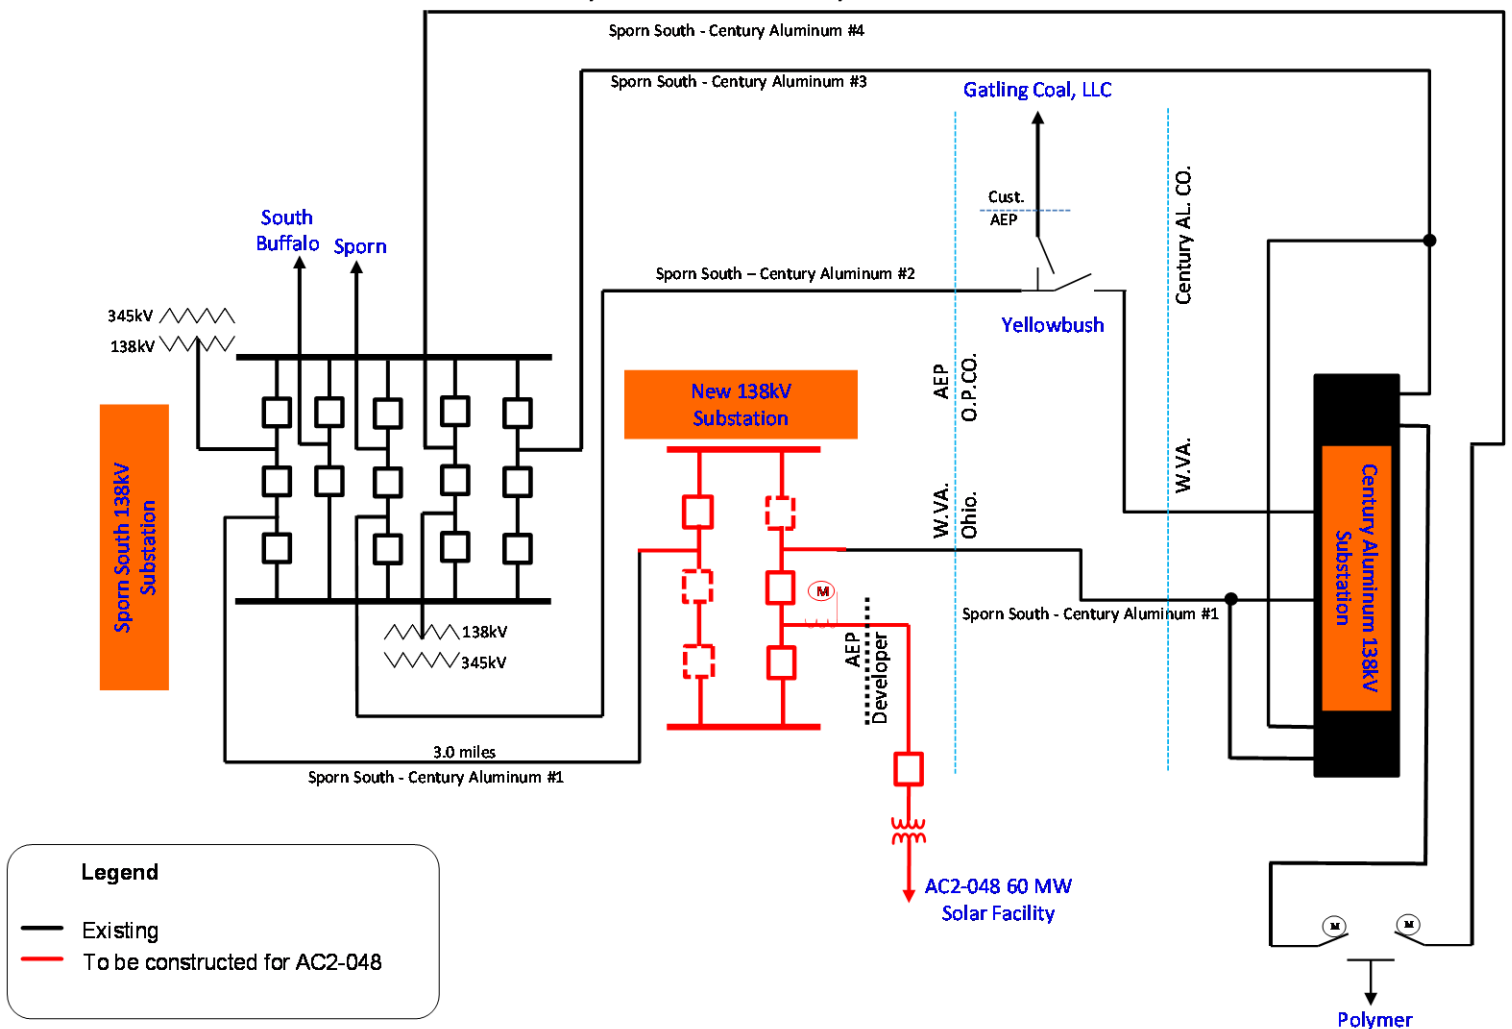 Sporn South - Century Aluminum #4
Sporn South - Century Aluminum #3
Gatling Coal, LLC
Cust.
AEP
Century AL. CO.
W.VA.
South
Buffalo
Sporn
Sporn South – Century Aluminum #2
Yellowbush
345kV
138kV
AEP
O.P.CO.
W.VA.
Ohio.
New 138kV
Substation
Sporn South 138kV
Substation
Century Aluminum 138kV
Substation
M
Sporn South - Century Aluminum #1
138kV
345kV
AEP
Developer
3.0 miles
Sporn South - Century Aluminum #1
AC2-048 60 MW
Solar Facility
Legend
Existing
To be constructed for AC2-048
M
M
Polymer